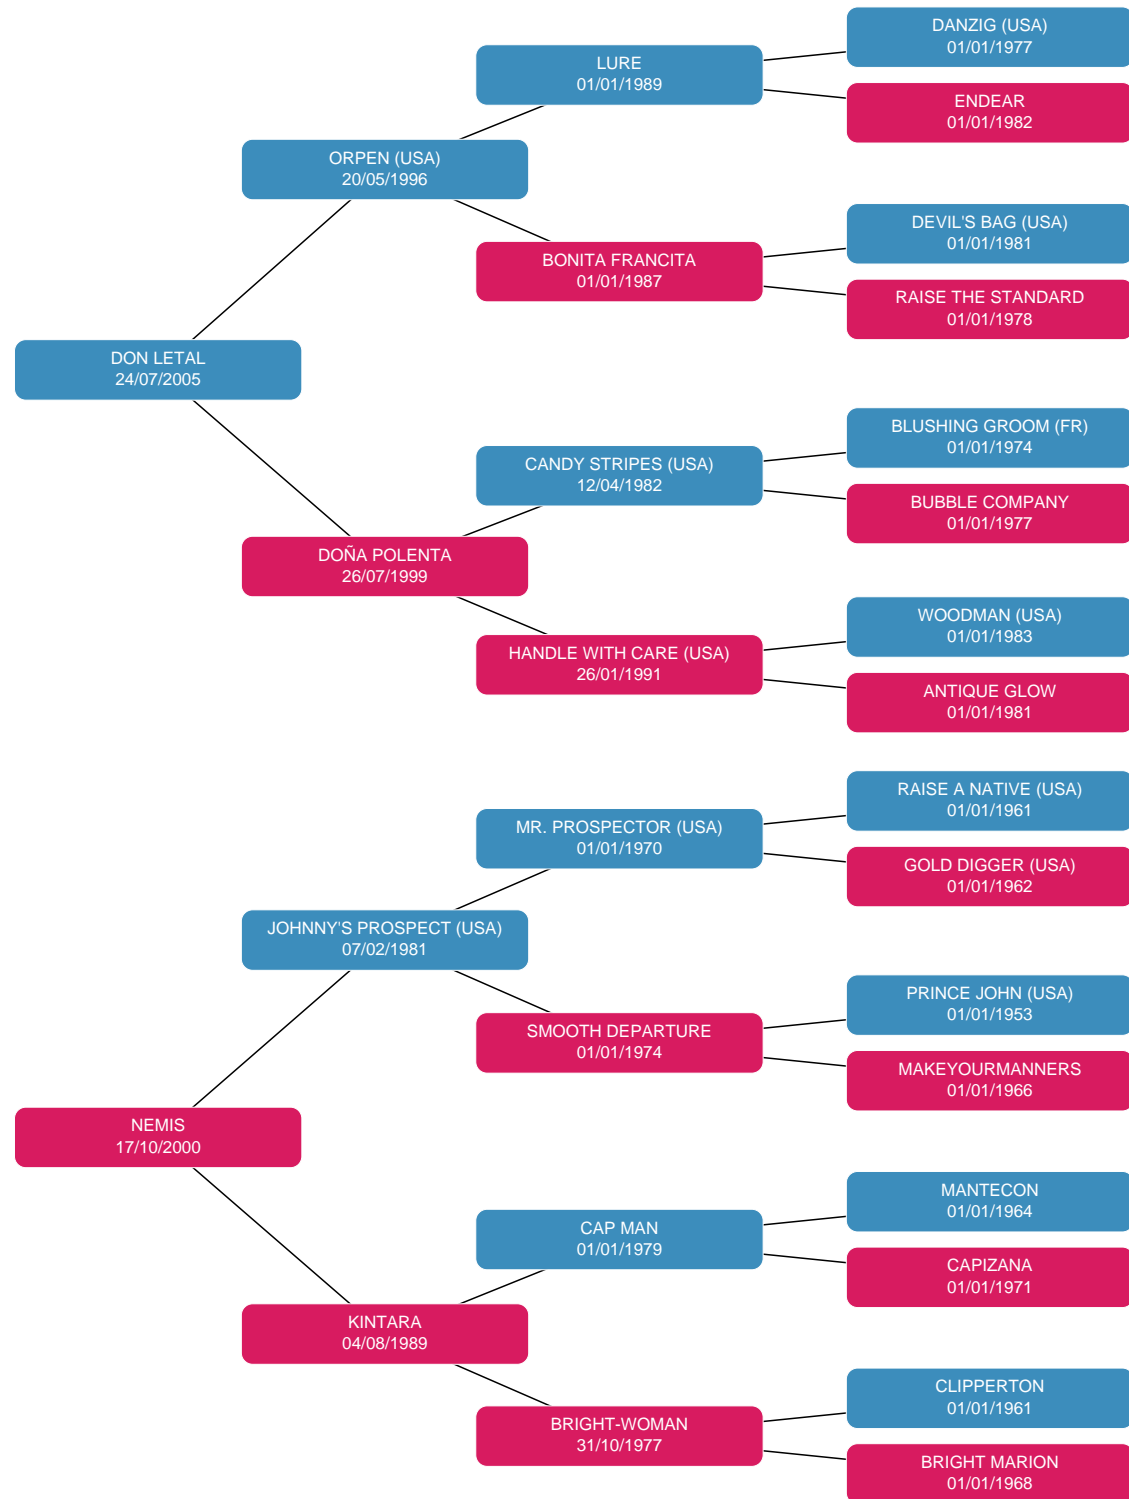 DANZIG (USA)
01/01/1977
LURE
01/01/1989
ENDEAR
01/01/1982
ORPEN (USA)
20/05/1996
DEVIL'S BAG (USA)
01/01/1981
BONITA FRANCITA
01/01/1987
RAISE THE STANDARD
01/01/1978
DON LETAL
24/07/2005
BLUSHING GROOM (FR)
01/01/1974
CANDY STRIPES (USA)
12/04/1982
BUBBLE COMPANY
01/01/1977
DOÑA POLENTA
26/07/1999
WOODMAN (USA)
01/01/1983
HANDLE WITH CARE (USA)
26/01/1991
ANTIQUE GLOW
01/01/1981
RAISE A NATIVE (USA)
01/01/1961
MR. PROSPECTOR (USA)
01/01/1970
GOLD DIGGER (USA)
01/01/1962
JOHNNY'S PROSPECT (USA)
07/02/1981
PRINCE JOHN (USA)
01/01/1953
SMOOTH DEPARTURE
01/01/1974
MAKEYOURMANNERS
01/01/1966
NEMIS
17/10/2000
MANTECON
01/01/1964
CAP MAN
01/01/1979
CAPIZANA
01/01/1971
KINTARA
04/08/1989
CLIPPERTON
01/01/1961
BRIGHT-WOMAN
31/10/1977
BRIGHT MARION
01/01/1968